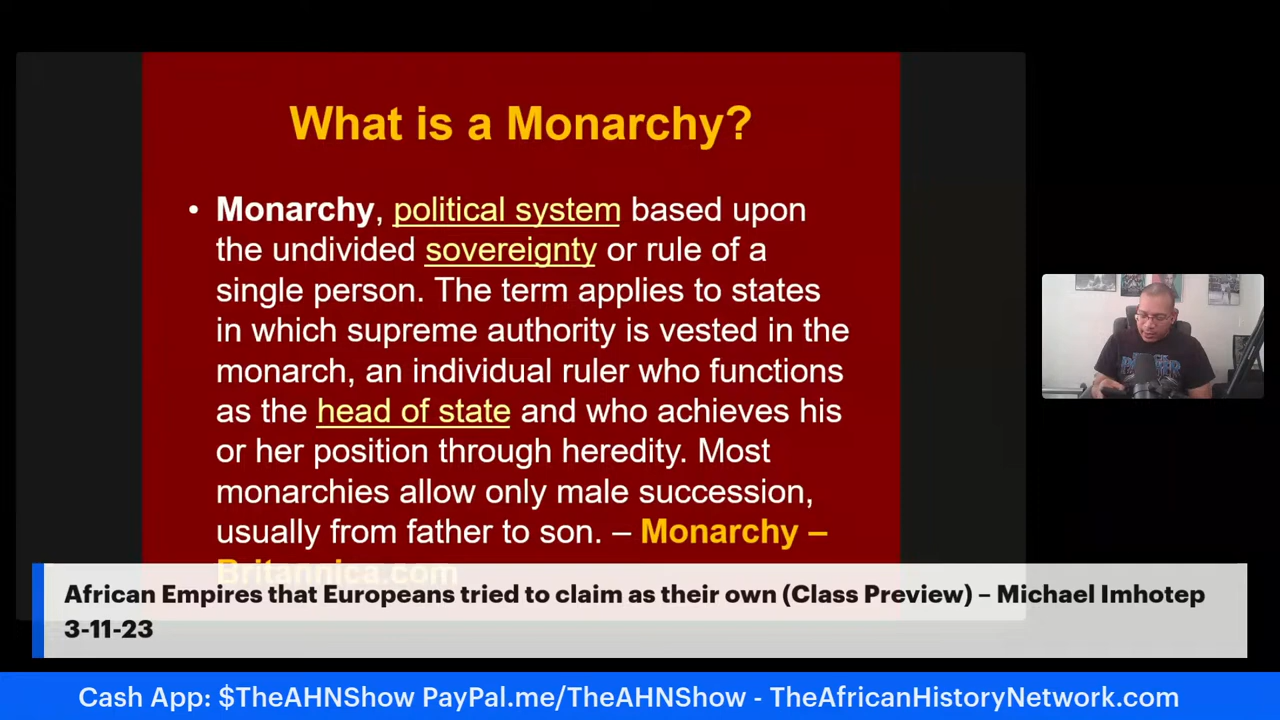 What is a Monarchy?
• Monarchy, political system based upon
the undivided sovereignty or rule of a
single person. The term applies to states
in which supreme authority is vested in the
monarch, an individual ruler who functions
as the head of state and who achieves his
or her position through heredity. Most
monarchies allow only male succession,
usually from father to son. – Monarchy –
Britannica.com
African Empires that Europeans tried to claim as their own (Class Preview) – Michael Imhotep
3-11-23
Cash App: $TheAHNShow PayPal.me/TheAHNShow - TheAfricanHistoryNetwork.com